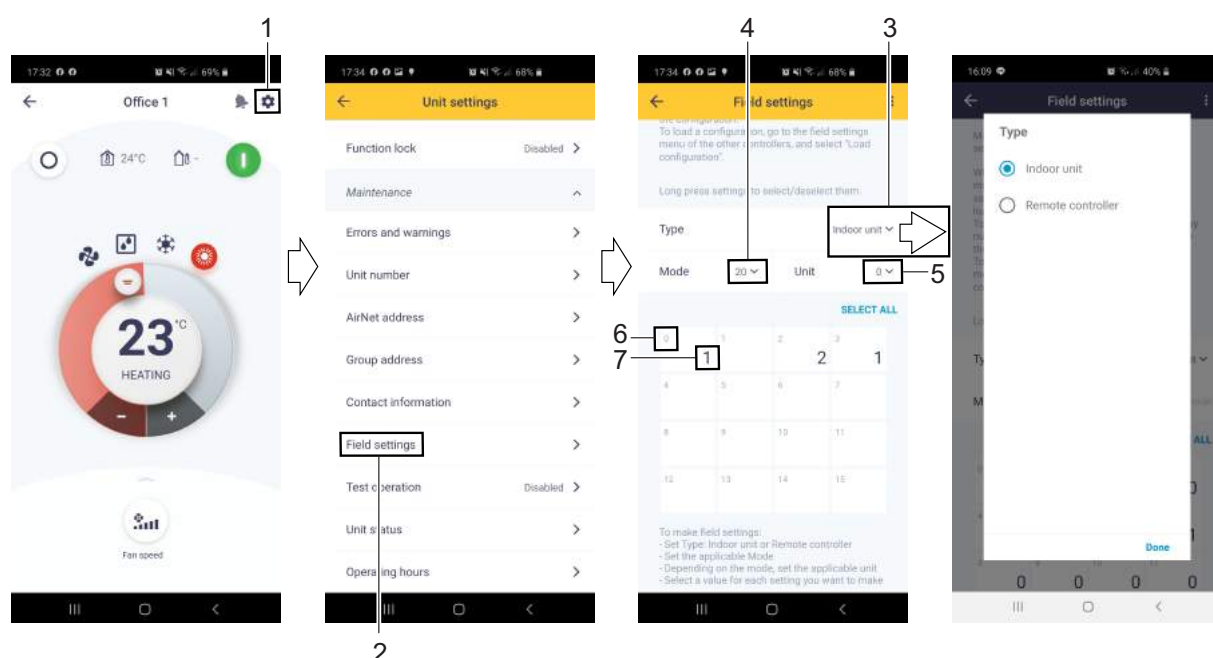 1
4
3
17:32
69%
Office 1
24°C
-
23°C
HEATING
-
+
Fan speed
17:34
68%
Unit settings
Function lock
Disabled
Maintenance
Errors and warnings
Unit number
AirNet address
Group address
Contact information
Field settings
Test operation
Disabled
Unit status
Operating hours
2
17:34
68%
Field settings
To load a configuration, go to the field settings
menu of the other controllers, and select "Load
configuration".
Long press settings to select/deselect them.
Type
Indoor unit
Mode
20
Unit
0
5
SELECT ALL
6
7
0
1
2
3
1
2
1
4
5
6
7
8
9
10
11
12
13
14
15
To make field settings:
- Set Type: Indoor unit or Remote controller
- Set the applicable Mode
- Depending on the mode, set the applicable unit
- Select a value for each setting you want to make
16:09
40%
Field settings
Type
Indoor unit
Remote controller
Done
ALL
0
0
0
0